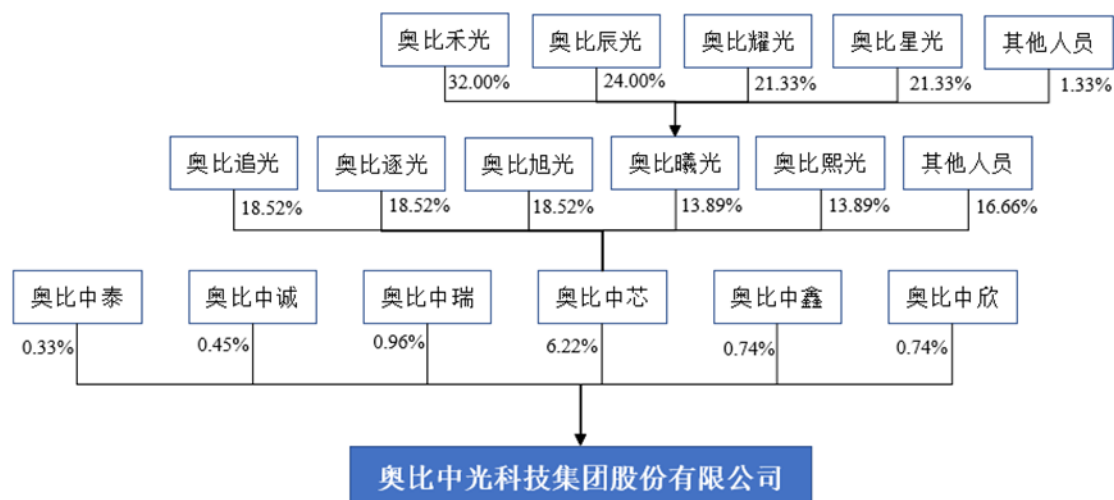 奥比禾光 奥比辰光 奥比耀光 奥比星光 其他人员
32.00% 24.00% 21.33% 21.33% 1.33%
奥比追光 奥比逐光 奥比旭光 奥比曦光 奥比熙光 其他人员
18.52% 18.52% 18.52% 13.89% 13.89% 16.66%
奥比中泰 奥比中诚 奥比中瑞 奥比中芯 奥比中鑫 奥比中欣
0.33% 0.45% 0.96% 6.22% 0.74% 0.74%
奥比中光科技集团股份有限公司